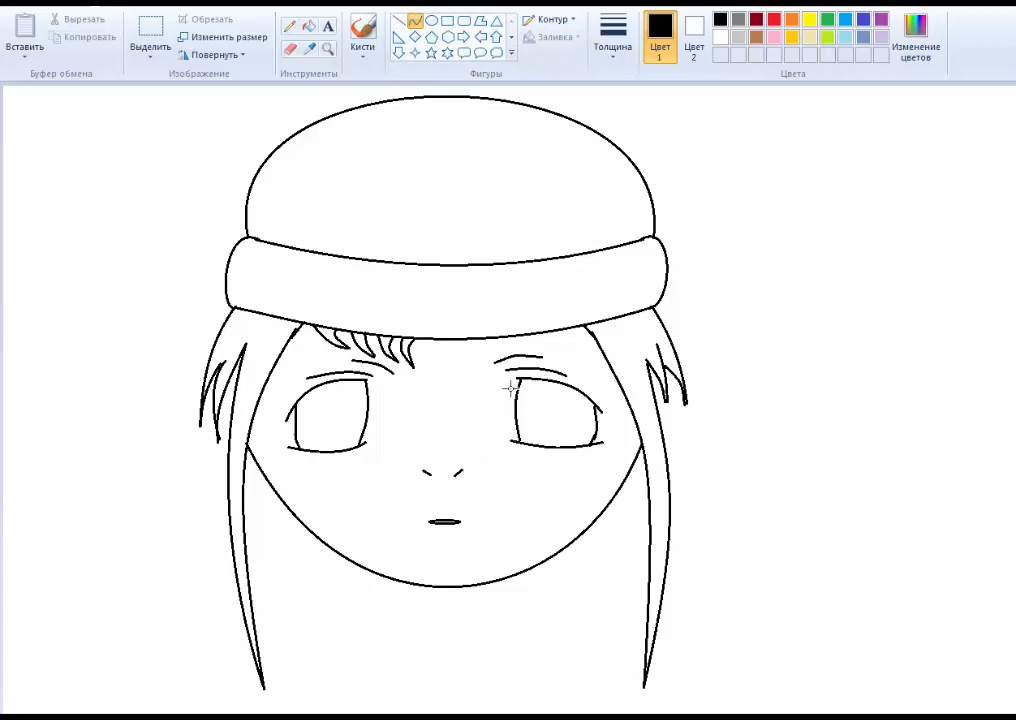 Вставить
Вырезать
Копировать
Буфер обмена
Выделить
Обрезать
Изменить размер
Повернуть
Изображение
A
Инструменты
Кисти
Контур
Заливка
Фигуры
Толщина
Цвет
1
Цвет
2
Изменение
цветов
Цвета